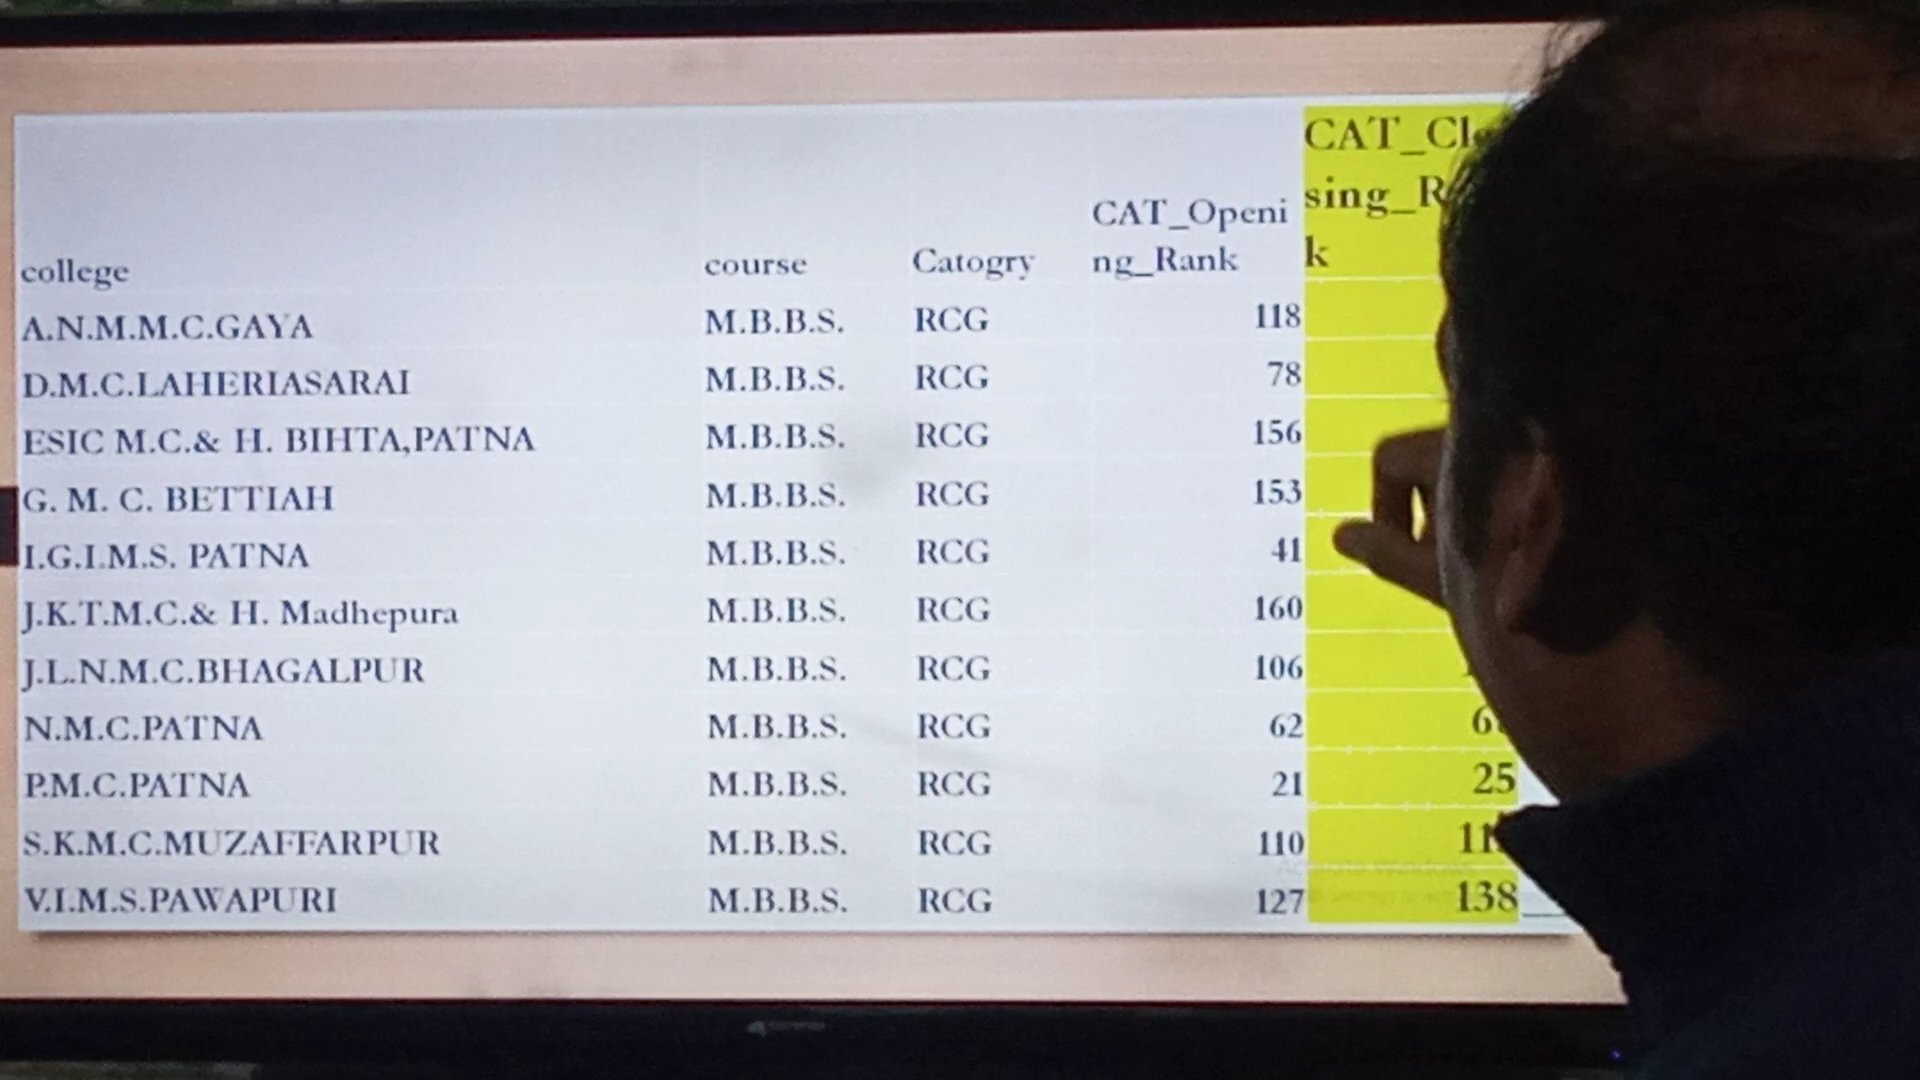 college course Catogry CAT_Openi
ng_Rank
A.N.M.M.C.GAYA M.B.B.S. RCG 118
D.M.C.LAHERIASARAI M.B.B.S. RCG 78
ESIC M.C.& H. BIHTA,PATNA M.B.B.S. RCG 156
G. M. C. BETTIAH M.B.B.S. RCG 153
I.G.I.M.S. PATNA M.B.B.S. RCG 41
J.K.T.M.C.& H. Madhepura M.B.B.S. RCG 160
J.L.N.M.C.BHAGALPUR M.B.B.S. RCG 106
N.M.C.PATNA M.B.B.S. RCG 62
P.M.C.PATNA M.B.B.S. RCG 21 25
S.K.M.C.MUZAFFARPUR M.B.B.S. RCG 110
V.I.M.S.PAWAPURI M.B.B.S. RCG 127 138